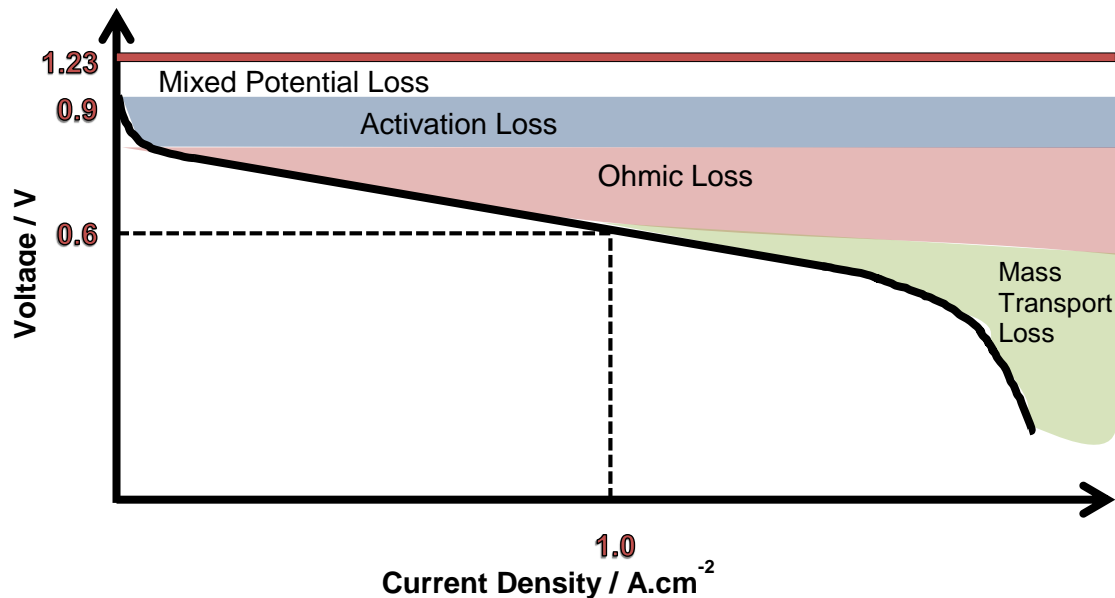 1.23
Mixed Potential Loss
0.9
Activation Loss
Ohmic Loss
0.6
Mass
Transport
Loss
Voltage / V
1.0
Current Density / A.cm⁻²